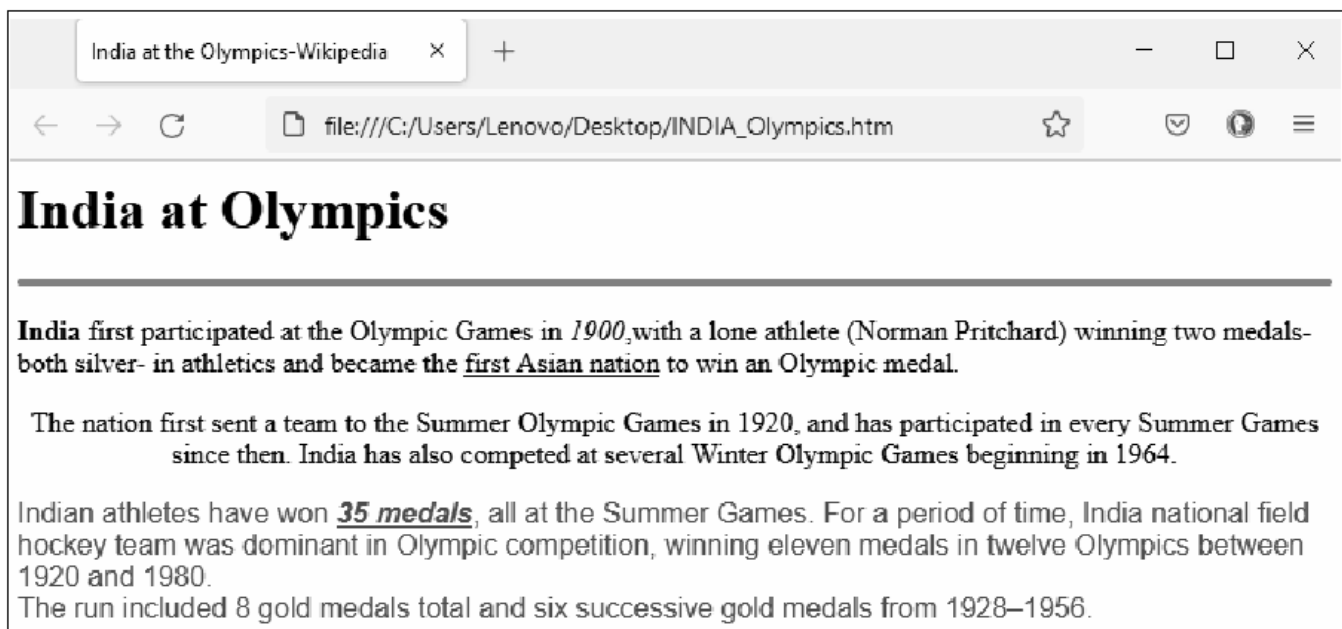 India at the Olympics-Wikipedia
file:///C:/Users/Lenovo/Desktop/INDIA_Olympics.htm
India at Olympics
India first participated at the Olympic Games in 1900,with a lone athlete (Norman Pritchard) winning two medals-
both silver- in athletics and became the first Asian nation to win an Olympic medal.
The nation first sent a team to the Summer Olympic Games in 1920, and has participated in every Summer Games
since then. India has also competed at several Winter Olympic Games beginning in 1964.
Indian athletes have won 35 medals, all at the Summer Games. For a period of time, India national field
hockey team was dominant in Olympic competition, winning eleven medals in twelve Olympics between
1920 and 1980.
The run included 8 gold medals total and six successive gold medals from 1928–1956.